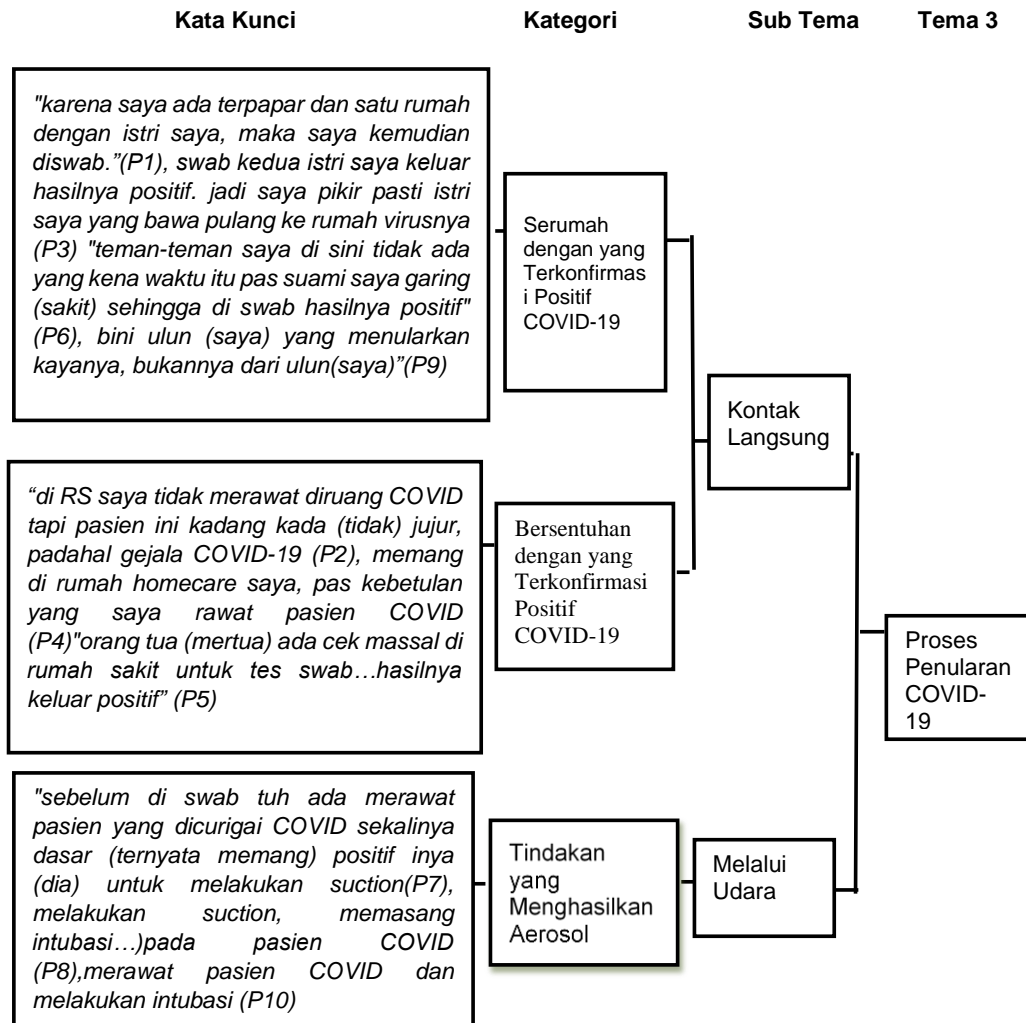 Kata Kunci Kategori Sub Tema Tema 3
"karena saya ada terpapar dan satu rumah
dengan istri saya, maka saya kemudian
diswab.”(P1), swab kedua istri saya keluar
hasilnya positif. jadi saya pikir pasti istri
saya yang bawa pulang ke rumah virusnya
(P3) "teman-teman saya di sini tidak ada
yang kena waktu itu pas suami saya garing
(sakit) sehingga di swab hasilnya positif"
(P6), bini ulun (saya) yang menularkan
kayanya, bukannya dari ulun(saya)”(P9)
Serumah
dengan yang
Terkonfirmas
i Positif
COVID-19
Kontak
Langsung
“di RS saya tidak merawat diruang COVID
tapi pasien ini kadang kada (tidak) jujur,
padahal gejala COVID-19 (P2), memang
di rumah homecare saya, pas kebetulan
yang saya rawat pasien COVID
(P4)"orang tua (mertua) ada cek massal di
rumah sakit untuk tes swab…hasilnya
keluar positif” (P5)
Bersentuhan
dengan yang
Terkonfirmasi
Positif
COVID-19
Proses
Penularan
COVID-
19
"sebelum di swab tuh ada merawat
pasien yang dicurigai COVID sekalinya
dasar (ternyata memang) positif inya
(dia) untuk melakukan suction(P7),
melakukan suction, memasang
intubasi…)pada pasien COVID
(P8),merawat pasien COVID dan
melakukan intubasi (P10)
Tindakan
yang
Menghasilkan
Aerosol
Melalui
Udara